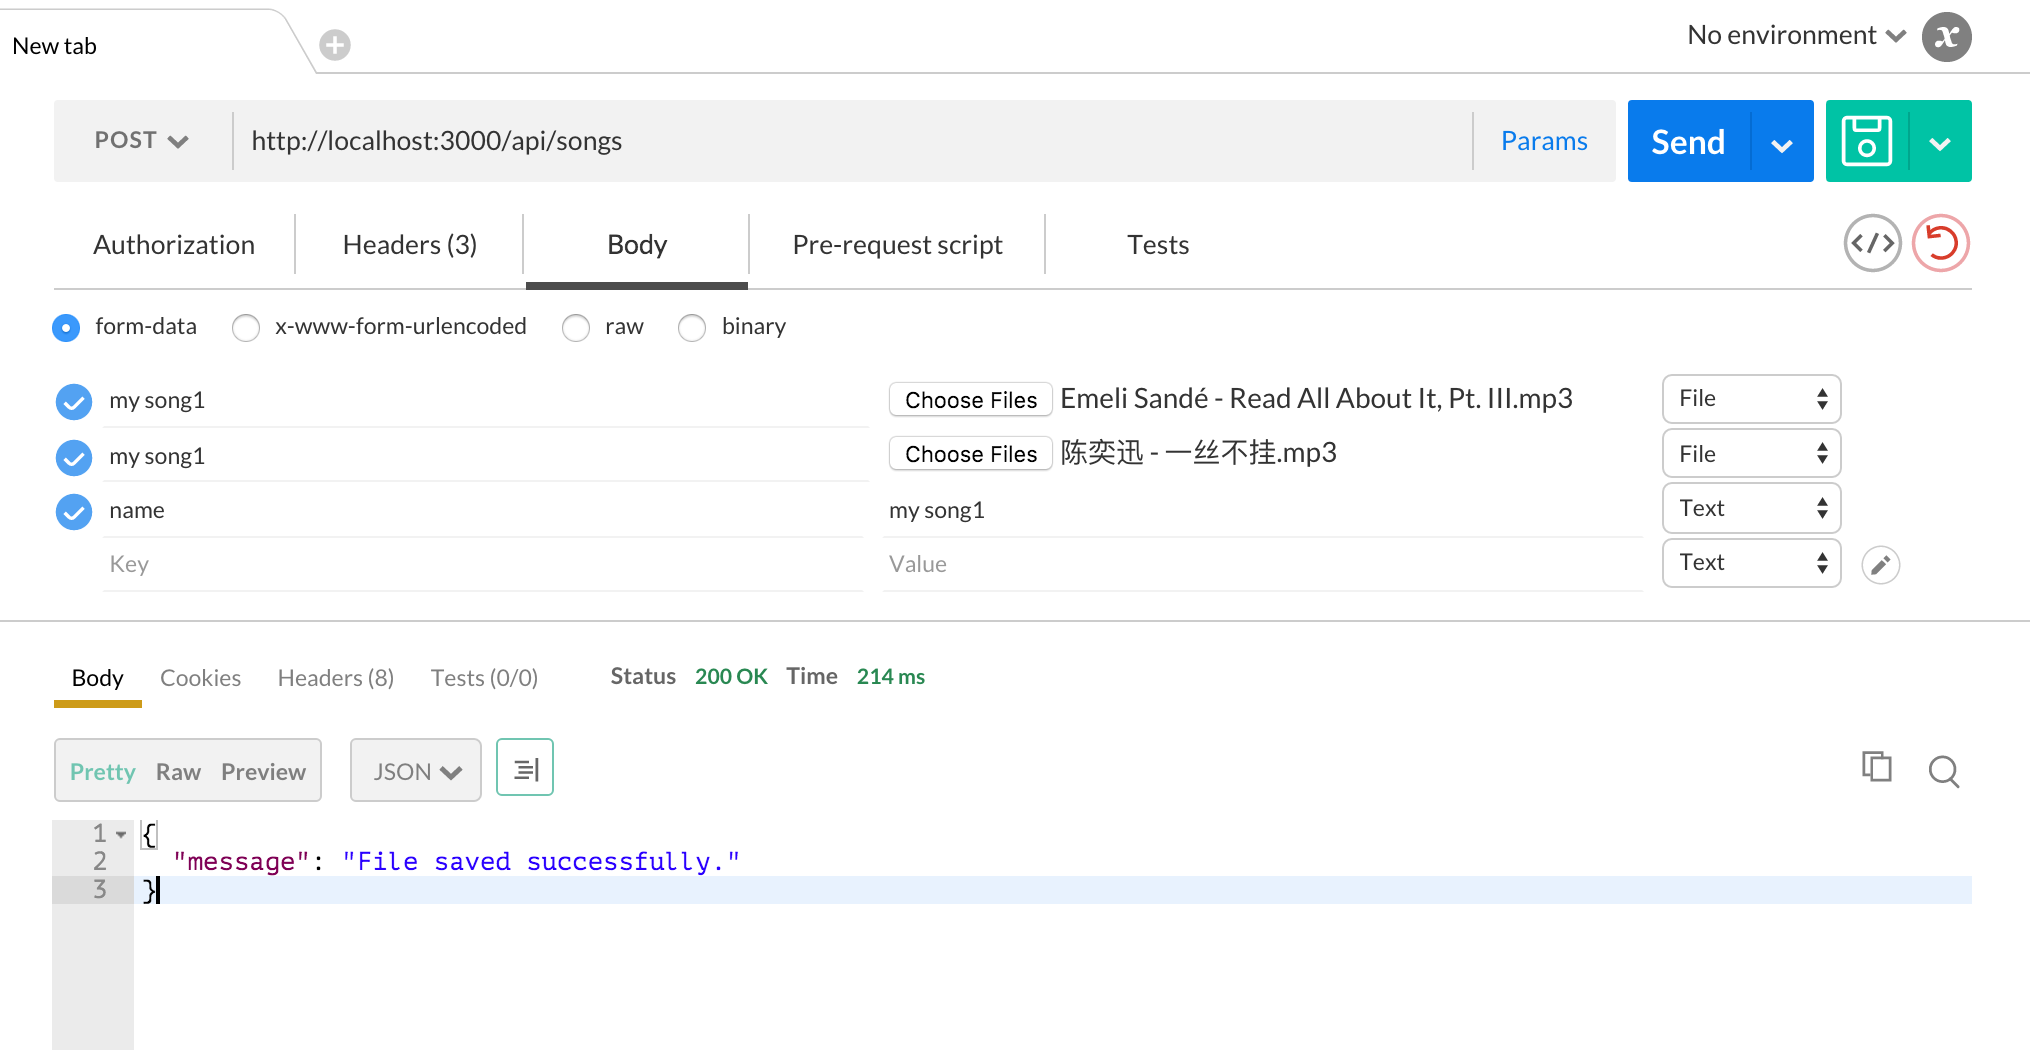 New tab
No environment
POST http://localhost:3000/api/songs Params Send
Authorization Headers (3) Body Pre-request script Tests
form-data x-www-form-urlencoded raw binary
my song1 Choose Files Emeli Sandé - Read All About It, Pt. III.mp3 File
my song1 Choose Files 陈奕迅 - 一丝不挂.mp3 File
name my song1 Text
Key Value Text
Body Cookies Headers (8) Tests (0/0) Status 200 OK Time 214 ms
Pretty Raw Preview JSON
1 {
2 "message": "File saved successfully."
3 }